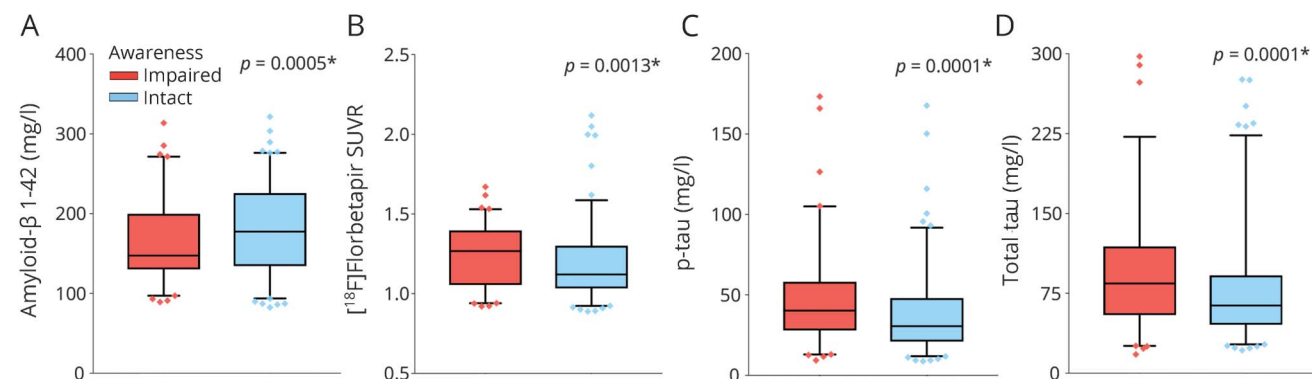 A
Amyloid-β 1-42 (mg/l)
400
300
200
100
0
Awareness
Impaired
Intact
p = 0.0005*
B
[¹⁸F]Florbetapir SUVR
2.5
2.0
1.5
1.0
0.5
p = 0.0013*
C
p-tau (mg/l)
200
150
100
50
0
p = 0.0001*
D
Total tau (mg/l)
300
225
150
75
0
p = 0.0001*